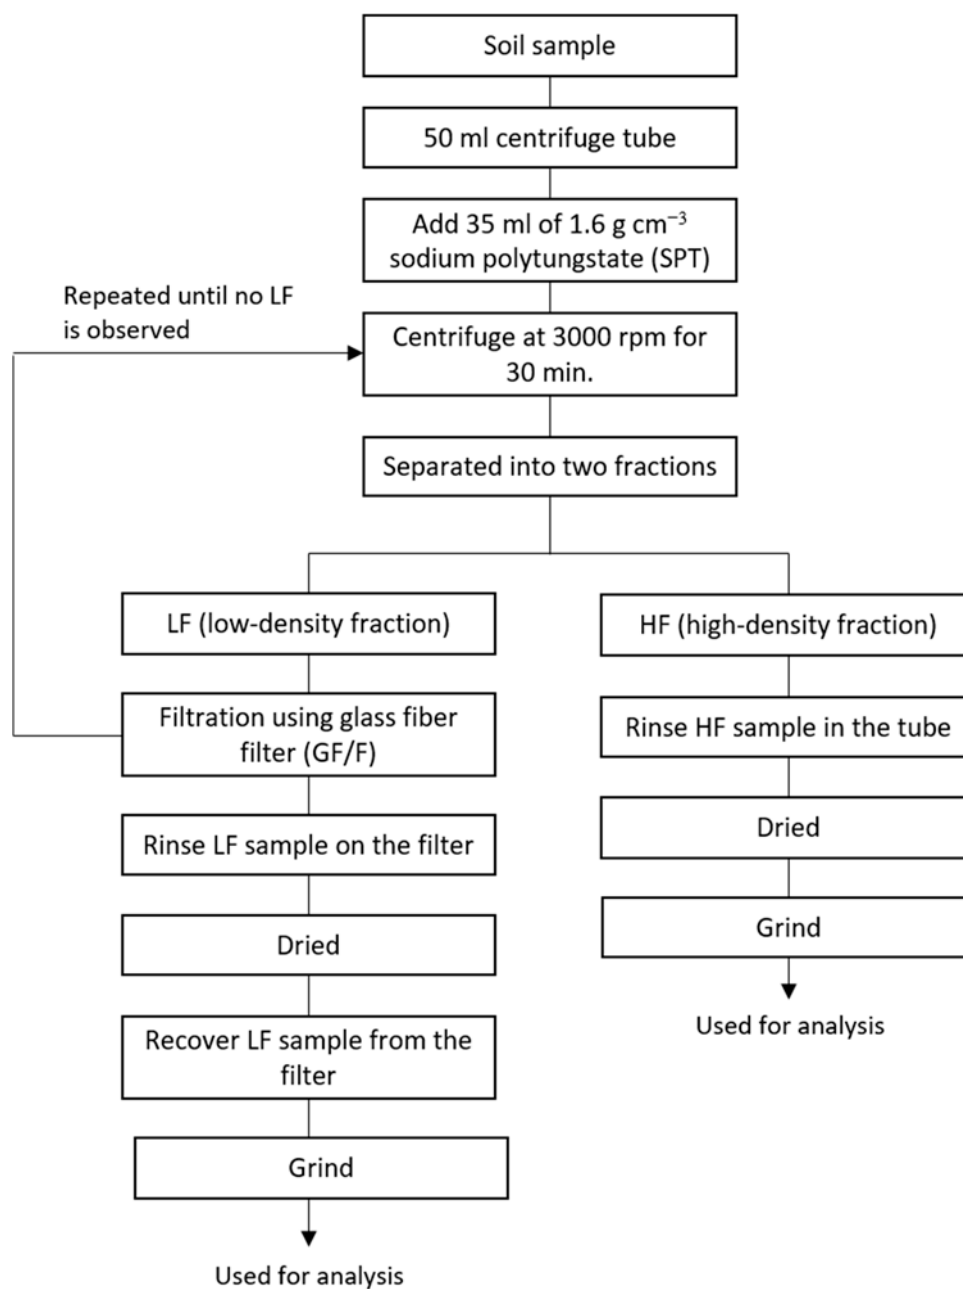 Soil sample
50 ml centrifuge tube
Add 35 ml of 1.6 g cm⁻³
sodium polytungstate (SPT)
Repeated until no LF
is observed
Centrifuge at 3000 rpm for
30 min.
Separated into two fractions
LF (low-density fraction)
Filtration using glass fiber
filter (GF/F)
Rinse LF sample on the filter
Dried
Recover LF sample from the
filter
Grind
Used for analysis
HF (high-density fraction)
Rinse HF sample in the tube
Dried
Grind
Used for analysis